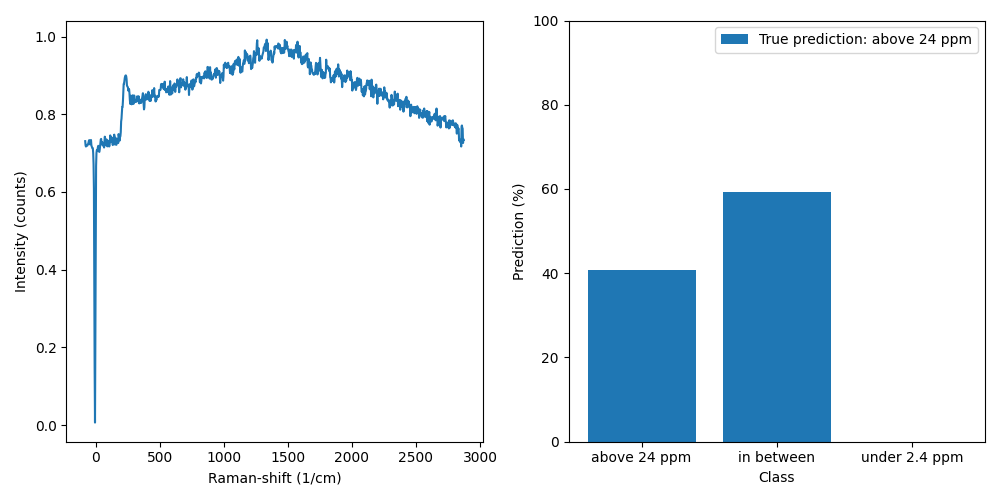 1.0
0.8
0.6
0.4
0.2
0.0
Intensity (counts)
0 500 1000 1500 2000 2500 3000
Raman-shift (1/cm)
True prediction: above 24 ppm
100
80
60
40
20
0
Prediction (%)
above 24 ppm in between under 2.4 ppm
Class